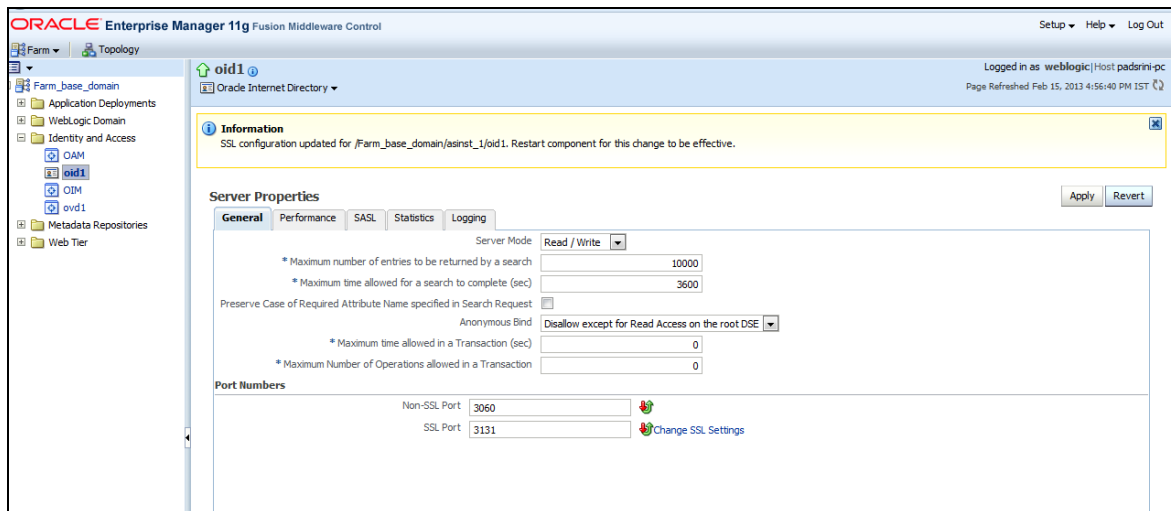 ORACLE Enterprise Manager 11g Fusion Middleware Control
Setup Help Log Out
Farm Topology
oid1
Logged in as weblogic|Host padsrini-pc
Oracle Internet Directory
Page Refreshed Feb 15, 2013 4:56:40 PM IST
Farm_base_domain
Application Deployments
WebLogic Domain
Identity and Access
OAM
oid1
OIM
ovd1
Metadata Repositories
Web Tier
Information
SSL configuration updated for /Farm_base_domain/asinst_1/oid1. Restart component for this change to be effective.
Server Properties
Apply Revert
General Performance SASL Statistics Logging
Server Mode Read / Write
* Maximum number of entries to be returned by a search 10000
* Maximum time allowed for a search to complete (sec) 3600
Preserve Case of Required Attribute Name specified in Search Request
Anonymous Bind Disallow except for Read Access on the root DSE
* Maximum time allowed in a Transaction (sec) 0
* Maximum Number of Operations allowed in a Transaction 0
Port Numbers
Non-SSL Port 3060
SSL Port 3131 Change SSL Settings